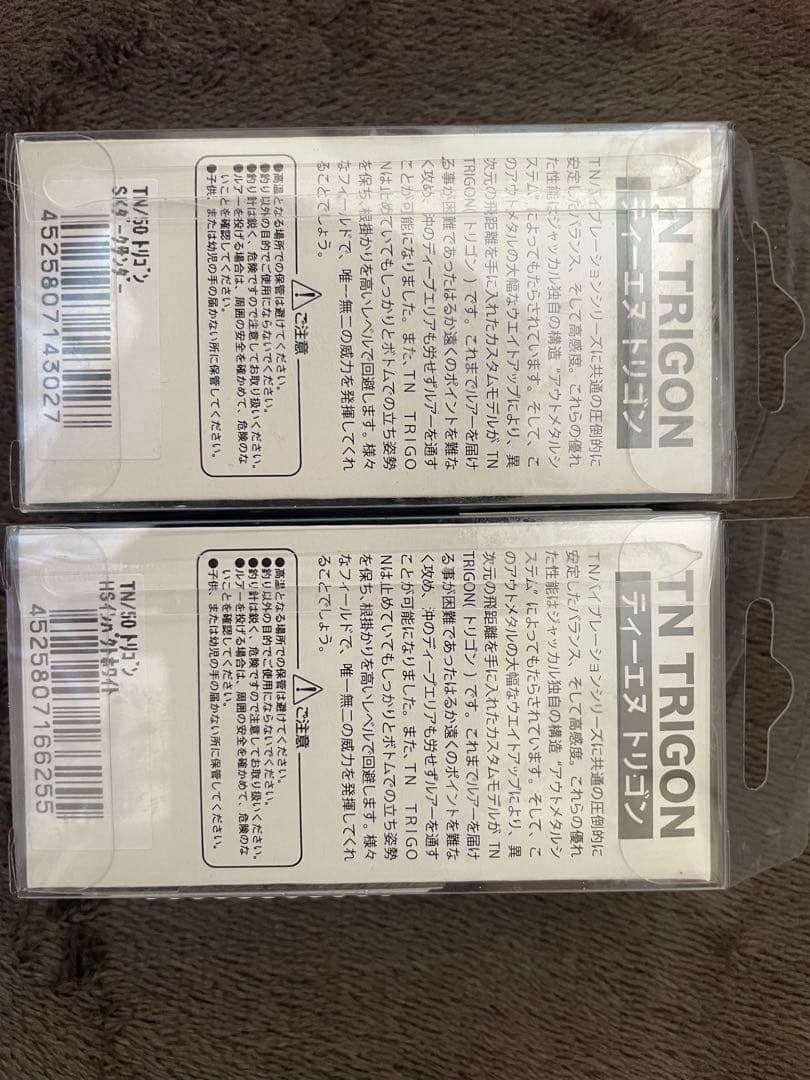 TN TRIGON
ティーエヌ トリゴン
TNバイブレーションシリーズに共通の圧倒的に
安定したバランス、そして高感度。これらの優れ
た性能はジャッカル独自の構造 “アウトメタルシ
ステム”によってもたらされています。そして、こ
のアウトメタルの大幅なウエイトアップにより、異
次元の飛距離を手に入れたカスタムモデルが TN
TRIGON(トリゴン)です。これまでルアーを届け
る事が困難であったはるか遠くのポイントを難な
く攻め、沖のディープエリアも労せずルアーを通す
ことが可能になりました。また、TN TRIGO
Nは止めていてもしっかりとボトムでの立ち姿勢
を保ち、根掛かりを高いレベルで回避します。様々
なフィールドで、唯一無二の威力を発揮してくれ
ることでしょう。
ご注意
●高温となる場所での保管は避けてください。
●釣り以外の目的でご使用にならないでください。
●釣り針は鋭く、危険ですので注意してお取り扱いください。
●ルアーを投げる場合は、周囲の安全を確かめて、危険のな
いことを確認してください。
●子供、または幼児の手の届かない所に保管してください。
TN/50 トリゴン
SKダークタンカー
4525807143027
TN TRIGON
ティーエヌ トリゴン
TNバイブレーションシリーズに共通の圧倒的に
安定したバランス、そして高感度。これらの優れ
た性能はジャッカル独自の構造 “アウトメタルシ
ステム”によってもたらされています。そして、こ
のアウトメタルの大幅なウエイトアップにより、異
次元の飛距離を手に入れたカスタムモデルが TN
TRIGON(トリゴン)です。これまでルアーを届け
る事が困難であったはるか遠くのポイントを難な
く攻め、沖のディープエリアも労せずルアーを通す
ことが可能になりました。また、TN TRIGO
Nは止めていてもしっかりとボトムでの立ち姿勢
を保ち、根掛かりを高いレベルで回避します。様々
なフィールドで、唯一無二の威力を発揮してくれ
ることでしょう。
ご注意
●高温となる場所での保管は避けてください。
●釣り以外の目的でご使用にならないでください。
●釣り針は鋭く、危険ですので注意してお取り扱いください。
●ルアーを投げる場合は、周囲の安全を確かめて、危険のな
いことを確認してください。
●子供、または幼児の手の届かない所に保管してください。
TN/50 トリゴン
HSインパクトホワイト
4525807166255